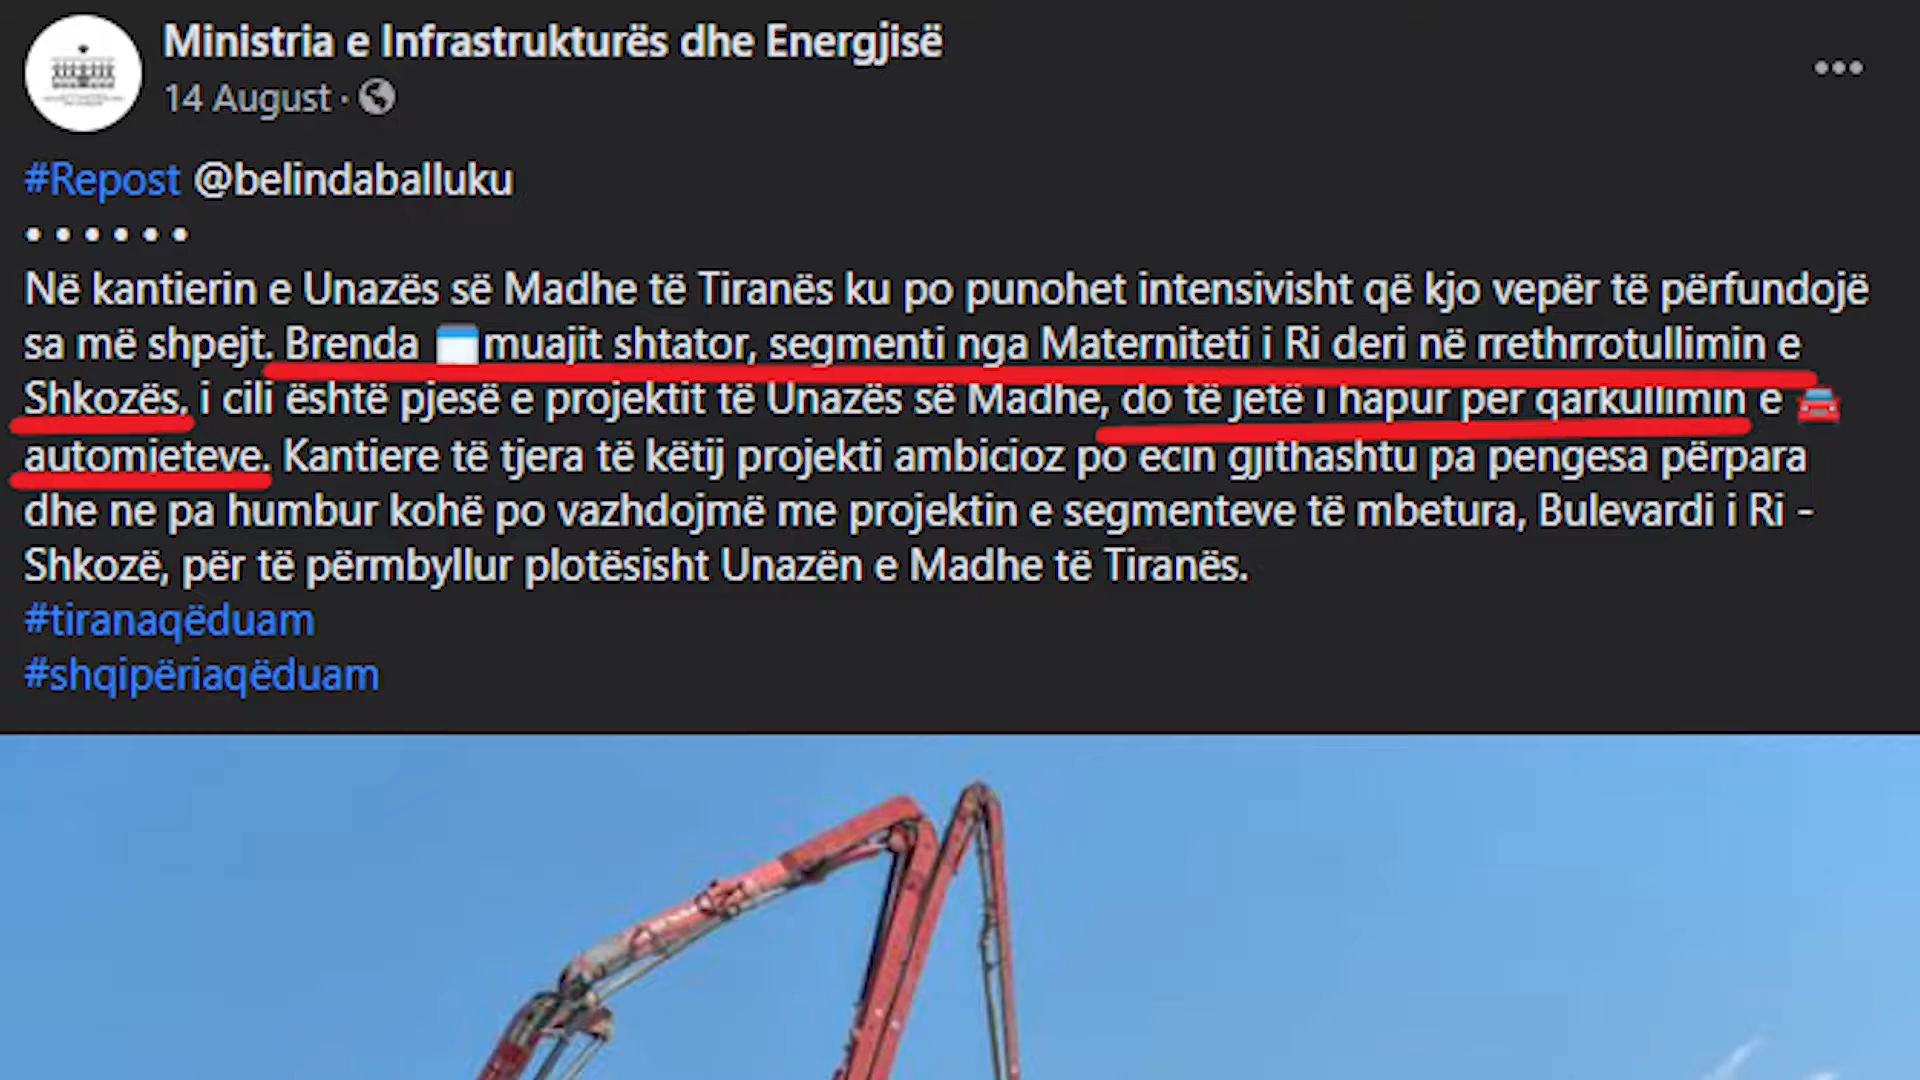 Ministria e Infrastrukturës dhe Energjisë
14 August ·
#Repost @belindaballuku
• • • • • •
Në kantierin e Unazës së Madhe të Tiranës ku po punohet intensivisht që kjo vepër të përfundojë
sa më shpejt. Brenda muajit shtator, segmenti nga Materniteti i Ri deri në rrethrrotullimin e
Shkozës, i cili është pjesë e projektit të Unazës së Madhe, do të jetë i hapur për qarkullimin e
automjeteve. Kantiere të tjera të këtij projekti ambicioz po ecin gjithashtu pa pengesa përpara
dhe ne pa humbur kohë po vazhdojmë me projektin e segmenteve të mbetura, Bulevardi i Ri -
Shkozë, për të përmbyllur plotësisht Unazën e Madhe të Tiranës.
#tiranaqëduam
#shqipëriaqëduam